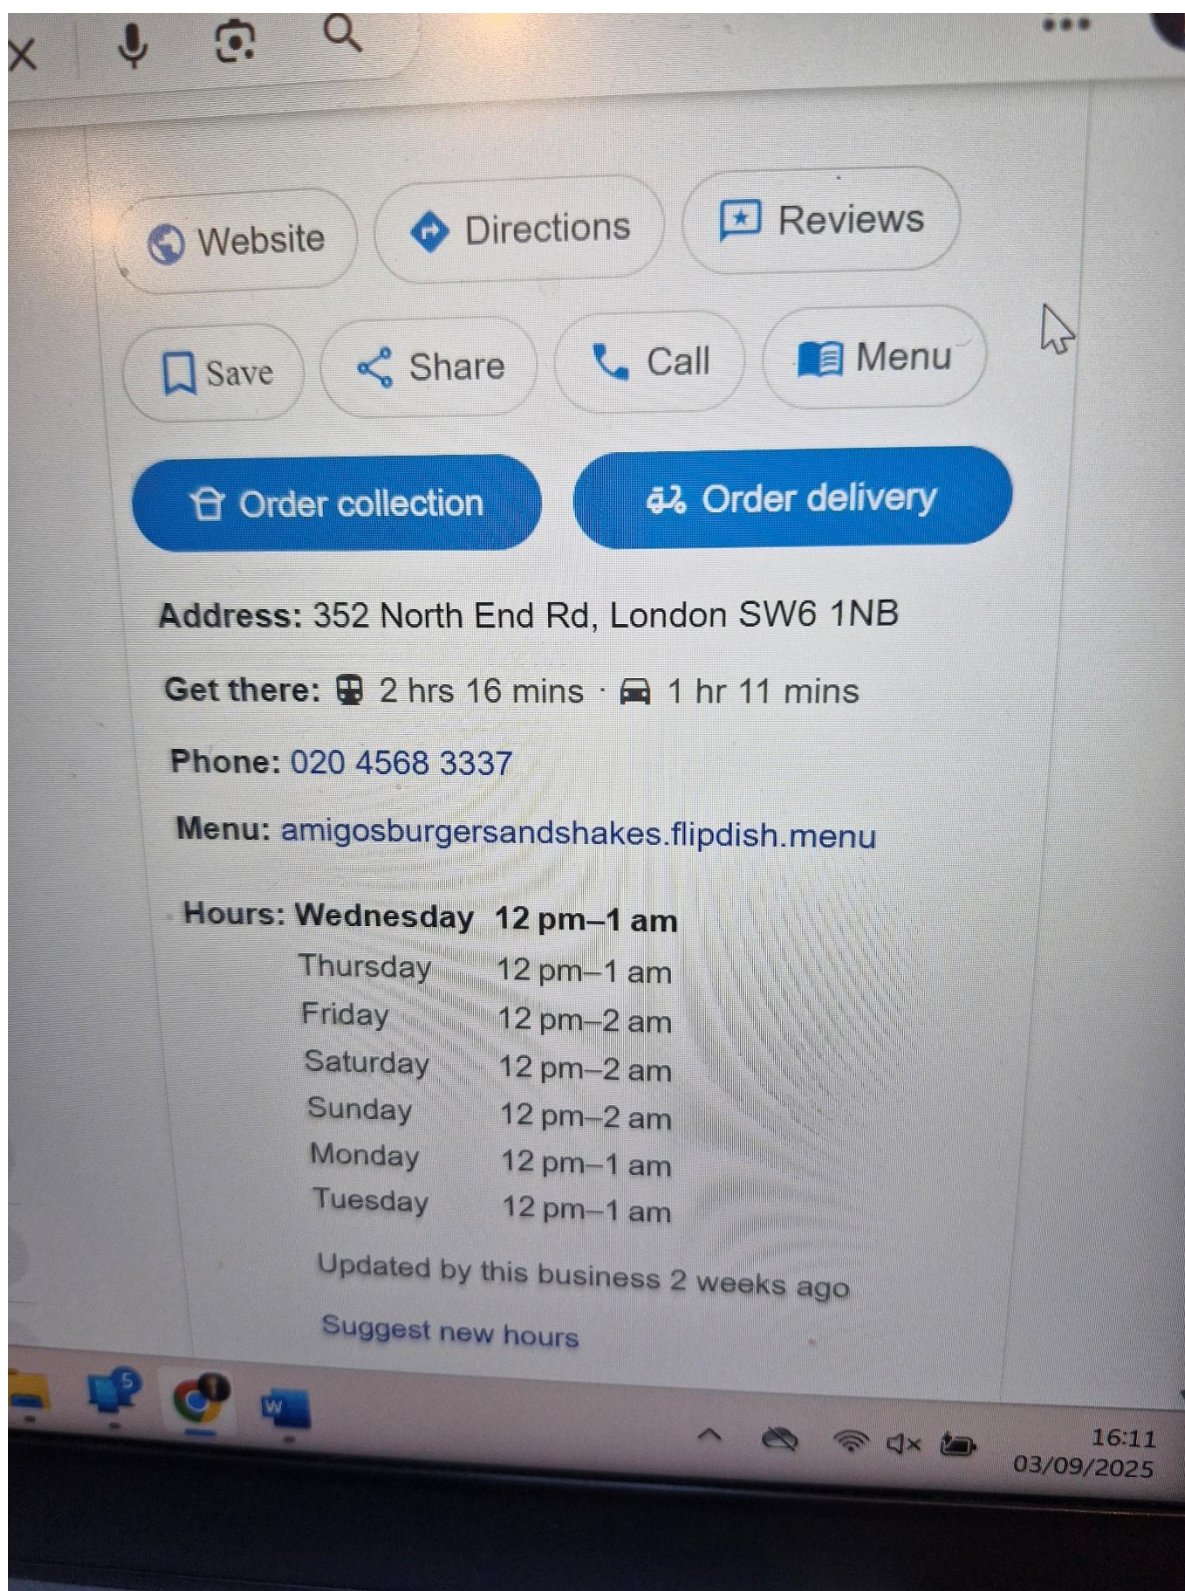 Website Directions Reviews
Save Share Call Menu
Order collection Order delivery
Address: 352 North End Rd, London SW6 1NB
Get there: 2 hrs 16 mins · 1 hr 11 mins
Phone: 020 4568 3337
Menu: amigosburgersandshakes.flipdish.menu
Hours: Wednesday 12 pm–1 am
Thursday 12 pm–1 am
Friday 12 pm–2 am
Saturday 12 pm–2 am
Sunday 12 pm–2 am
Monday 12 pm–1 am
Tuesday 12 pm–1 am
Updated by this business 2 weeks ago
Suggest new hours
5
W
16:11
03/09/2025